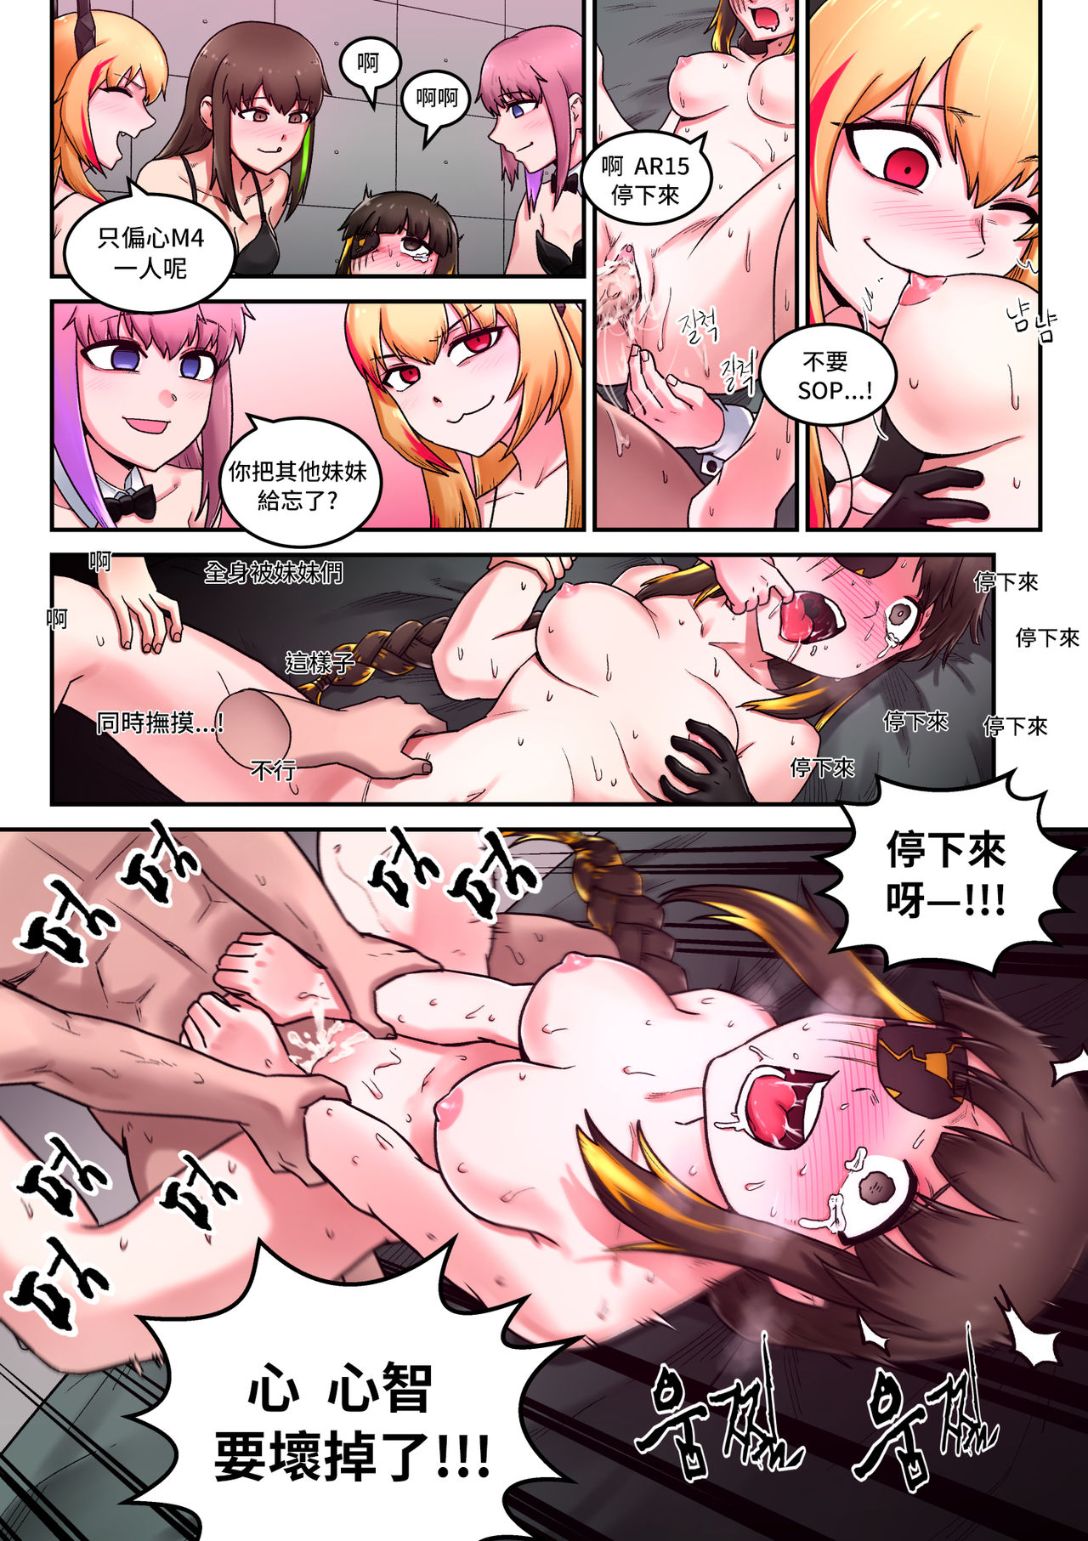 啊
啊啊
只偏心M4
一人呢
你把其他妹妹
給忘了?
啊 AR15
停下來
질척
질척
不要
SOP...!
냠
냠
啊
啊
全身被妹妹們
這樣子
同時撫摸...!
不行
停下來
停下來
停下來
停下來
停下來
停下來
呀—!!!
心 心智
要壞掉了!!!
움찔
움찔